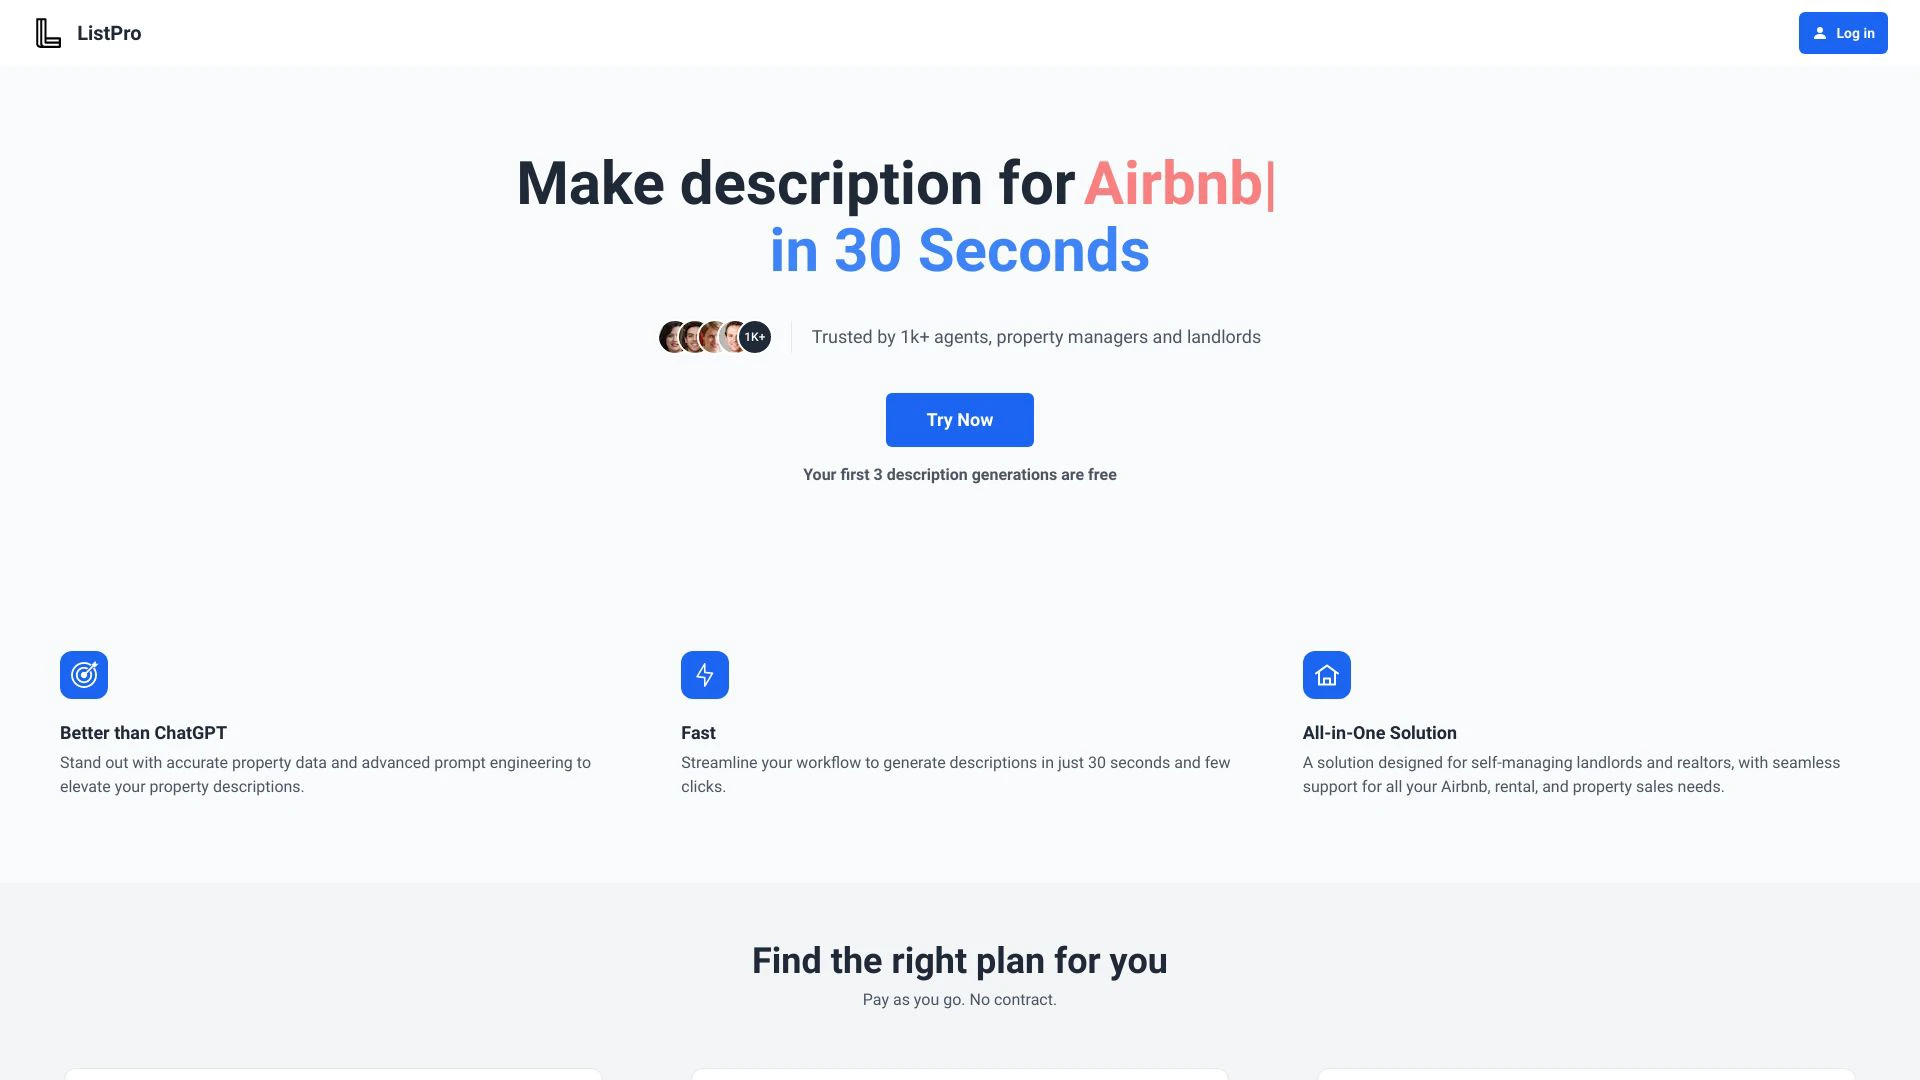 ListPro
Log in
Make description for Airbnb|
in 30 Seconds
1K+
Trusted by 1k+ agents, property managers and landlords
Try Now
Your first 3 description generations are free
Better than ChatGPT
Stand out with accurate property data and advanced prompt engineering to
elevate your property descriptions.
Fast
Streamline your workflow to generate descriptions in just 30 seconds and few
clicks.
All-in-One Solution
A solution designed for self-managing landlords and realtors, with seamless
support for all your Airbnb, rental, and property sales needs.
Find the right plan for you
Pay as you go. No contract.